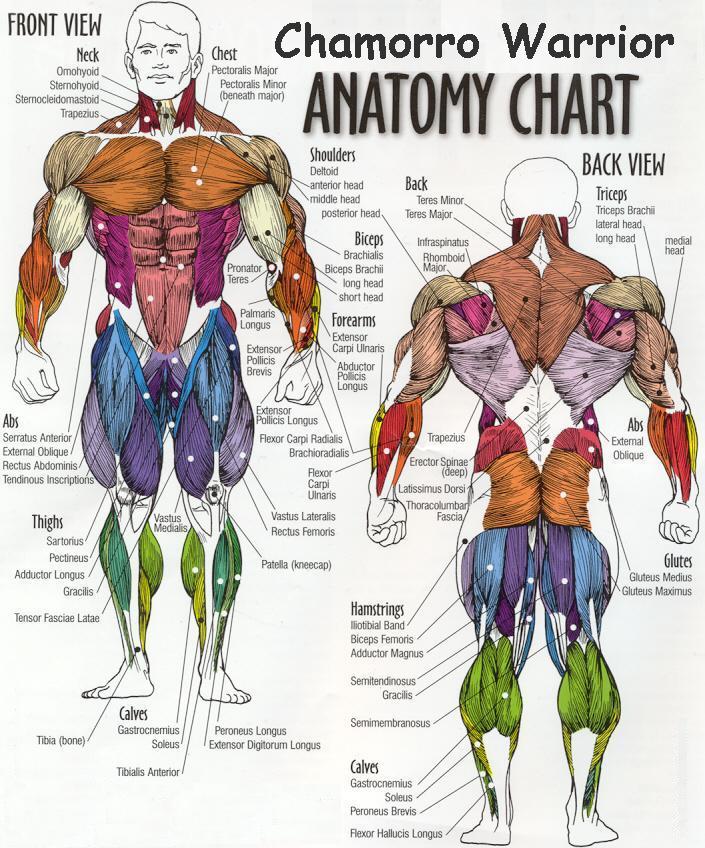 FRONT VIEW
Chamorro Warrior
ANATOMY CHART
BACK VIEW
Neck
Omohyoid
Sternohyoid
Sternocleidomastoid
Trapezius
Chest
Pectoralis Major
Pectoralis Minor
(beneath major)
Shoulders
Deltoid
anterior head
middle head
posterior head
Biceps
Brachialis
Biceps Brachii
long head
short head
Pronator
Teres
Palmaris
Longus
Forearms
Extensor
Carpi Ulnaris
Abductor
Pollicis
Longus
Extensor
Pollicis
Brevis
Extensor
Pollicis Longus
Flexor Carpi Radialis
Brachioradialis
Flexor
Carpi
Ulnaris
Abs
Serratus Anterior
External Oblique
Rectus Abdominis
Tendinous Inscriptions
Thighs
Sartorius
Pectineus
Adductor Longus
Gracilis
Tensor Fasciae Latae
Vastus
Medialis
Vastus Lateralis
Rectus Femoris
Patella (kneecap)
Tibia (bone)
Calves
Gastrocnemius
Soleus
Tibialis Anterior
Peroneus Longus
Extensor Digitorum Longus
Back
Teres Minor
Teres Major
Infraspinatus
Rhomboid
Major
Triceps
Triceps Brachii
lateral head
long head
medial
head
Trapezius
Erector Spinae
(deep)
Latissimus Dorsi
Thoracolumbar
Fascia
Abs
External
Oblique
Glutes
Gluteus Medius
Gluteus Maximus
Hamstrings
Iliotibial Band
Biceps Femoris
Adductor Magnus
Semitendinosus
Gracilis
Semimembranosus
Calves
Gastrocnemius
Soleus
Peroneus Brevis
Flexor Hallucis Longus